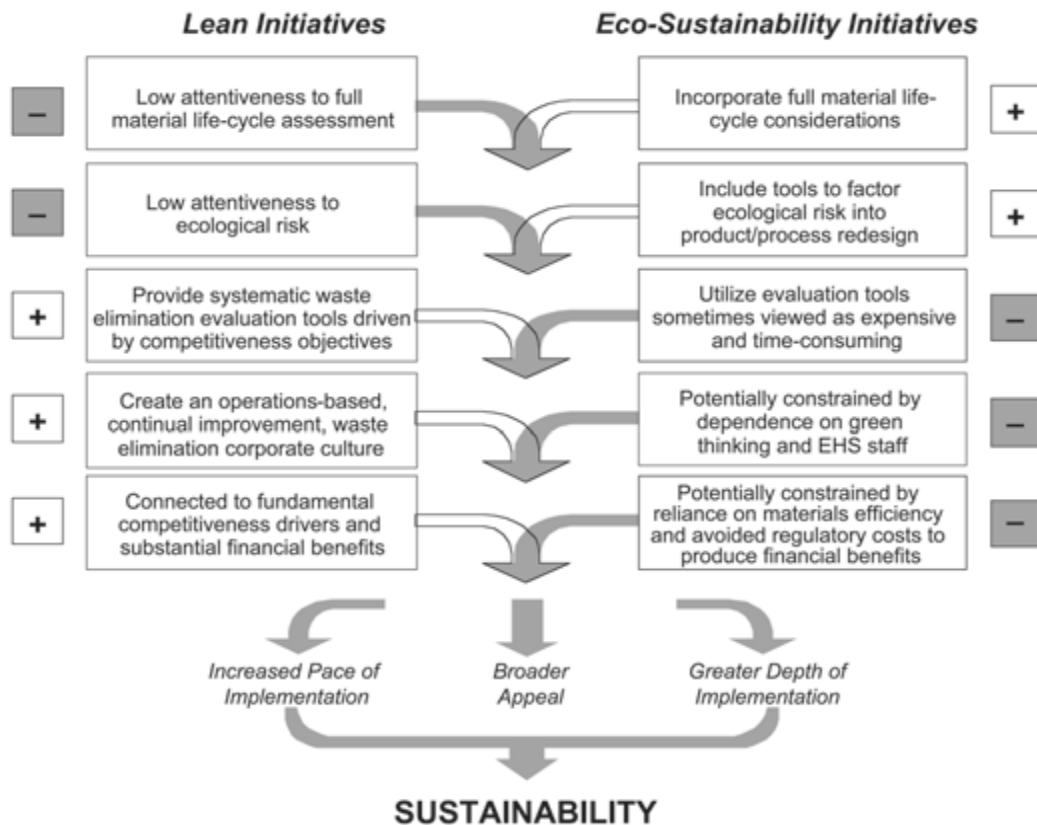 Lean Initiatives
Eco-Sustainability Initiatives
–
Low attentiveness to full
material life-cycle assessment
Incorporate full material life-
cycle considerations
+
–
Low attentiveness to
ecological risk
Include tools to factor
ecological risk into
product/process redesign
+
+
Provide systematic waste
elimination evaluation tools driven
by competitiveness objectives
Utilize evaluation tools
sometimes viewed as expensive
and time-consuming
–
+
Create an operations-based,
continual improvement, waste
elimination corporate culture
Potentially constrained by
dependence on green
thinking and EHS staff
–
+
Connected to fundamental
competitiveness drivers and
substantial financial benefits
Potentially constrained by
reliance on materials efficiency
and avoided regulatory costs to
produce financial benefits
–
Increased Pace of
Implementation
Broader
Appeal
Greater Depth of
Implementation
SUSTAINABILITY